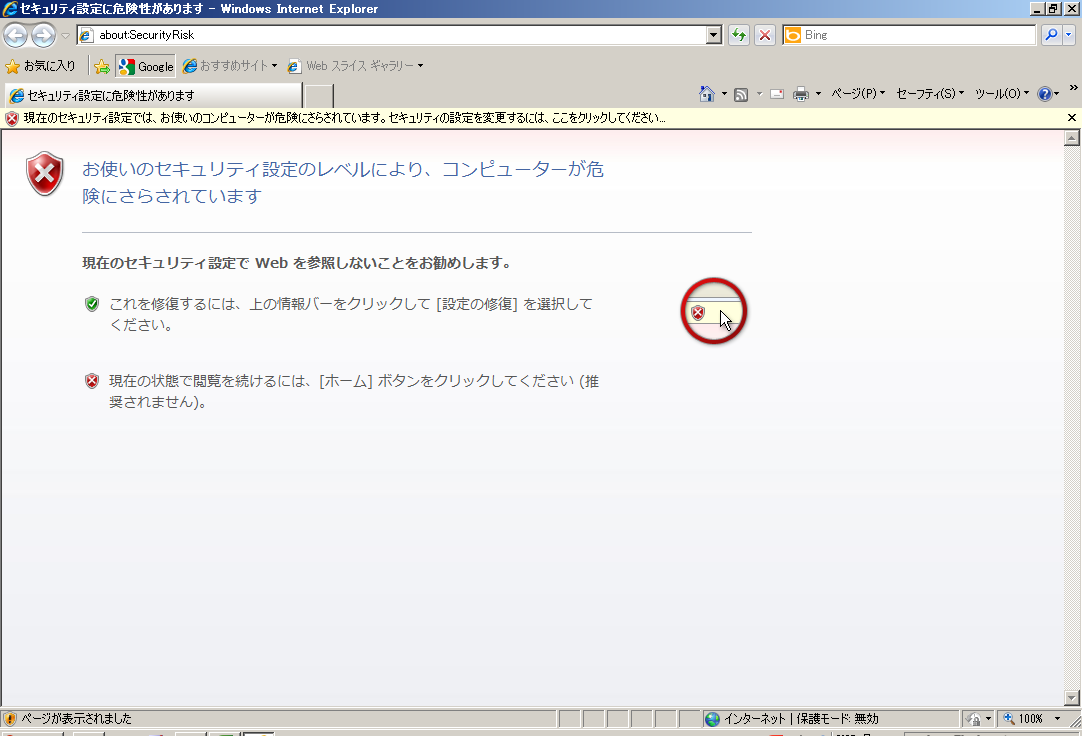 セキュリティ設定に危険性があります - Windows Internet Explorer
about:SecurityRisk
Bing
お気に入り Google おすすめサイト Web スライス ギャラリー
セキュリティ設定に危険性があります ページ(P) セーフティ(S) ツール(O)
現在のセキュリティ設定では、お使いのコンピューターが危険にさらされています。セキュリティの設定を変更するには、ここをクリックしてください...
お使いのセキュリティ設定のレベルにより、コンピューターが危
険にさらされています
現在のセキュリティ設定で Web を参照しないことをお勧めします。
これを修復するには、上の情報バーをクリックして [設定の修復] を選択して
ください。
現在の状態で閲覧を続けるには、[ホーム] ボタンをクリックしてください (推
奨されません)。
ページが表示されました インターネット | 保護モード: 無効 100%